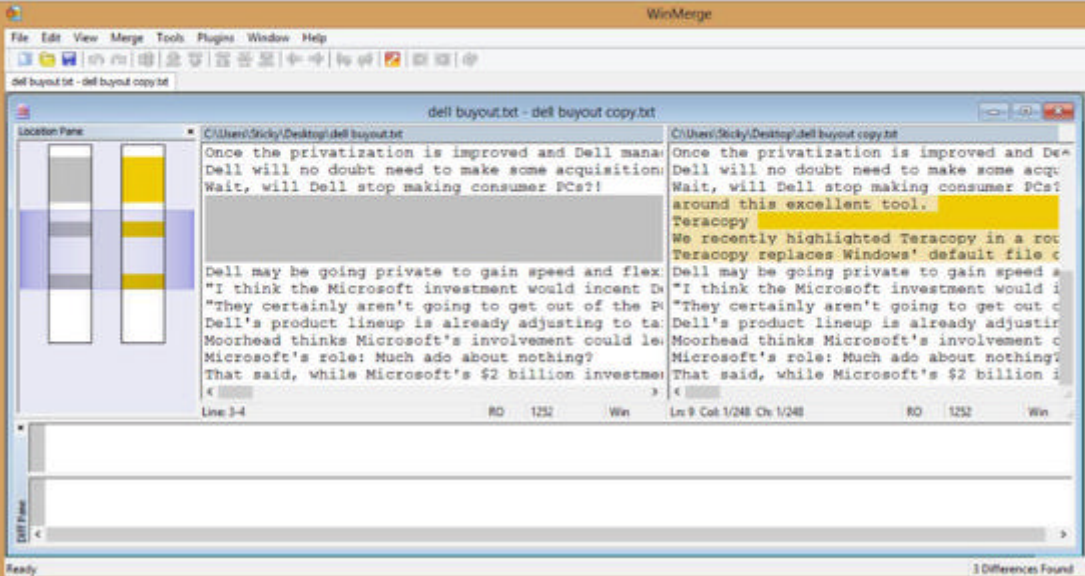 WinMerge
File Edit View Merge Tools Plugins Window Help
dell buyout.txt - dell buyout copy.txt
dell buyout.txt - dell buyout copy.txt
Location Pane
C:\Users\Sticky\Desktop\dell buyout.txt
Once the privatization is improved and Dell mana
Dell will no doubt need to make some acquisition
Wait, will Dell stop making consumer PCs?!
Dell may be going private to gain speed and flex
"I think the Microsoft investment would incent D
"They certainly aren't going to get out of the P
Dell's product lineup is already adjusting to ta
Moorhead thinks Microsoft's involvement could le
Microsoft's role: Much ado about nothing?
That said, while Microsoft's $2 billion investme
Line: 3-4 RO 1252 Win
C:\Users\Sticky\Desktop\dell buyout copy.txt
Once the privatization is improved and De
Dell will no doubt need to make some acqu
Wait, will Dell stop making consumer PCs?
around this excellent tool.
Teracopy
We recently highlighted Teracopy in a rou
Teracopy replaces Windows' default file c
Dell may be going private to gain speed a
"I think the Microsoft investment would i
"They certainly aren't going to get out o
Dell's product lineup is already adjustin
Moorhead thinks Microsoft's involvement c
Microsoft's role: Much ado about nothing?
That said, while Microsoft's $2 billion i
Ln: 9 Col: 1/248 Ch: 1/248 RO 1252 Win
Diff Pane
Ready 3 Differences Found